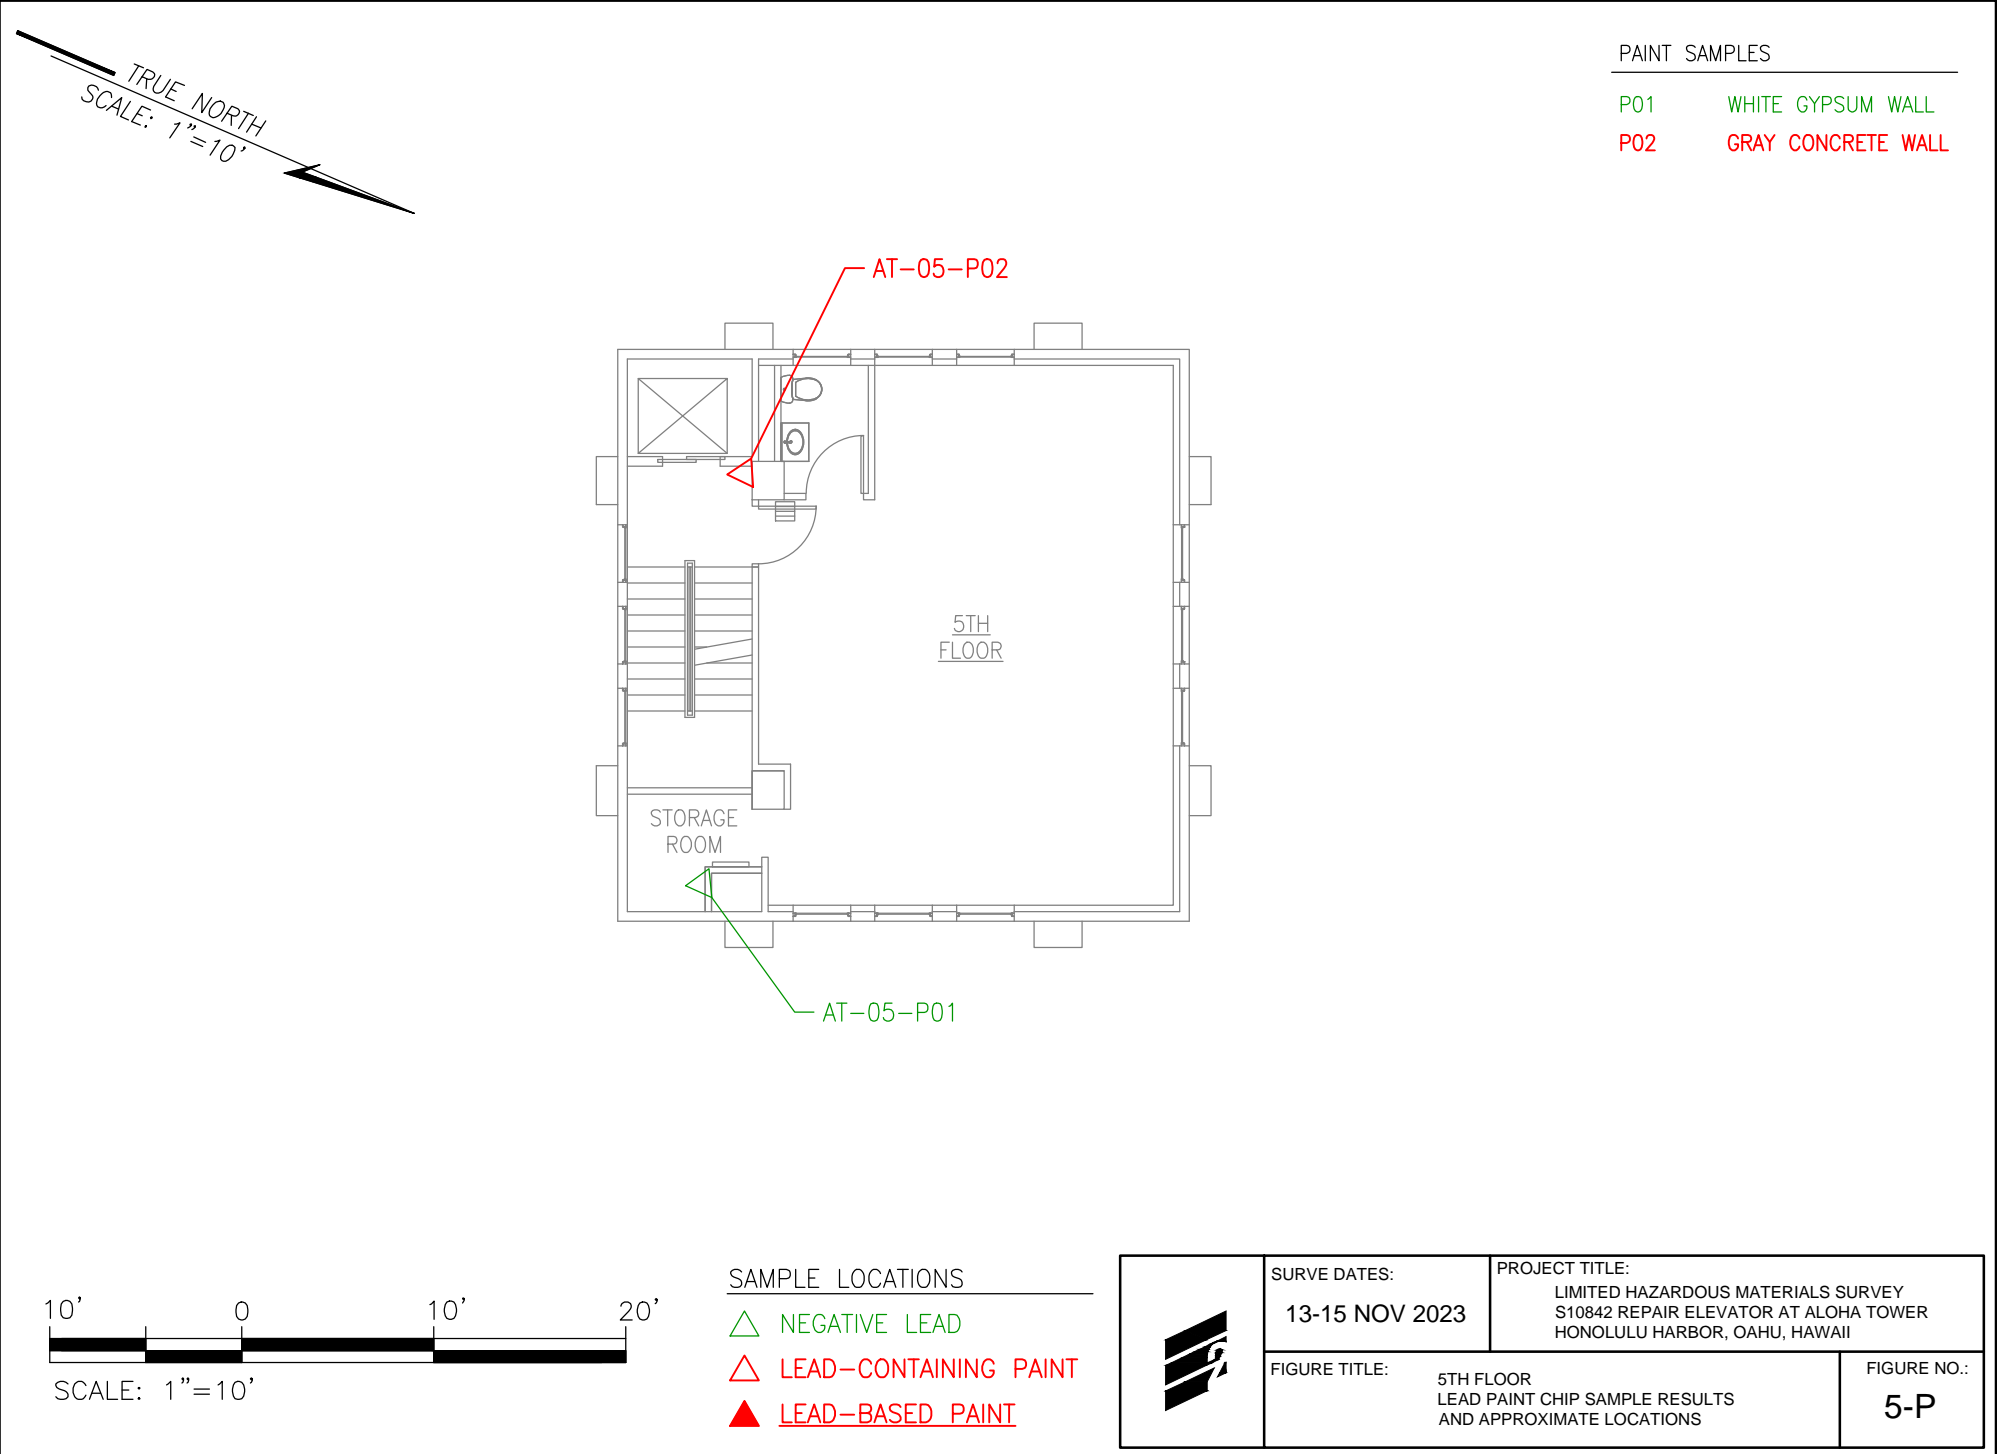 TRUE NORTH
SCALE: 1"=10'
PAINT SAMPLES
P01 WHITE GYPSUM WALL
P02 GRAY CONCRETE WALL
AT-05-P02
5TH
FLOOR
STORAGE
ROOM
AT-05-P01
10' 0 10' 20'
SCALE: 1"=10'
SAMPLE LOCATIONS
NEGATIVE LEAD
LEAD-CONTAINING PAINT
LEAD-BASED PAINT
SURVE DATES:
13-15 NOV 2023
PROJECT TITLE:
LIMITED HAZARDOUS MATERIALS SURVEY
S10842 REPAIR ELEVATOR AT ALOHA TOWER
HONOLULU HARBOR, OAHU, HAWAII
FIGURE TITLE:
5TH FLOOR
LEAD PAINT CHIP SAMPLE RESULTS
AND APPROXIMATE LOCATIONS
FIGURE NO.:
5-P